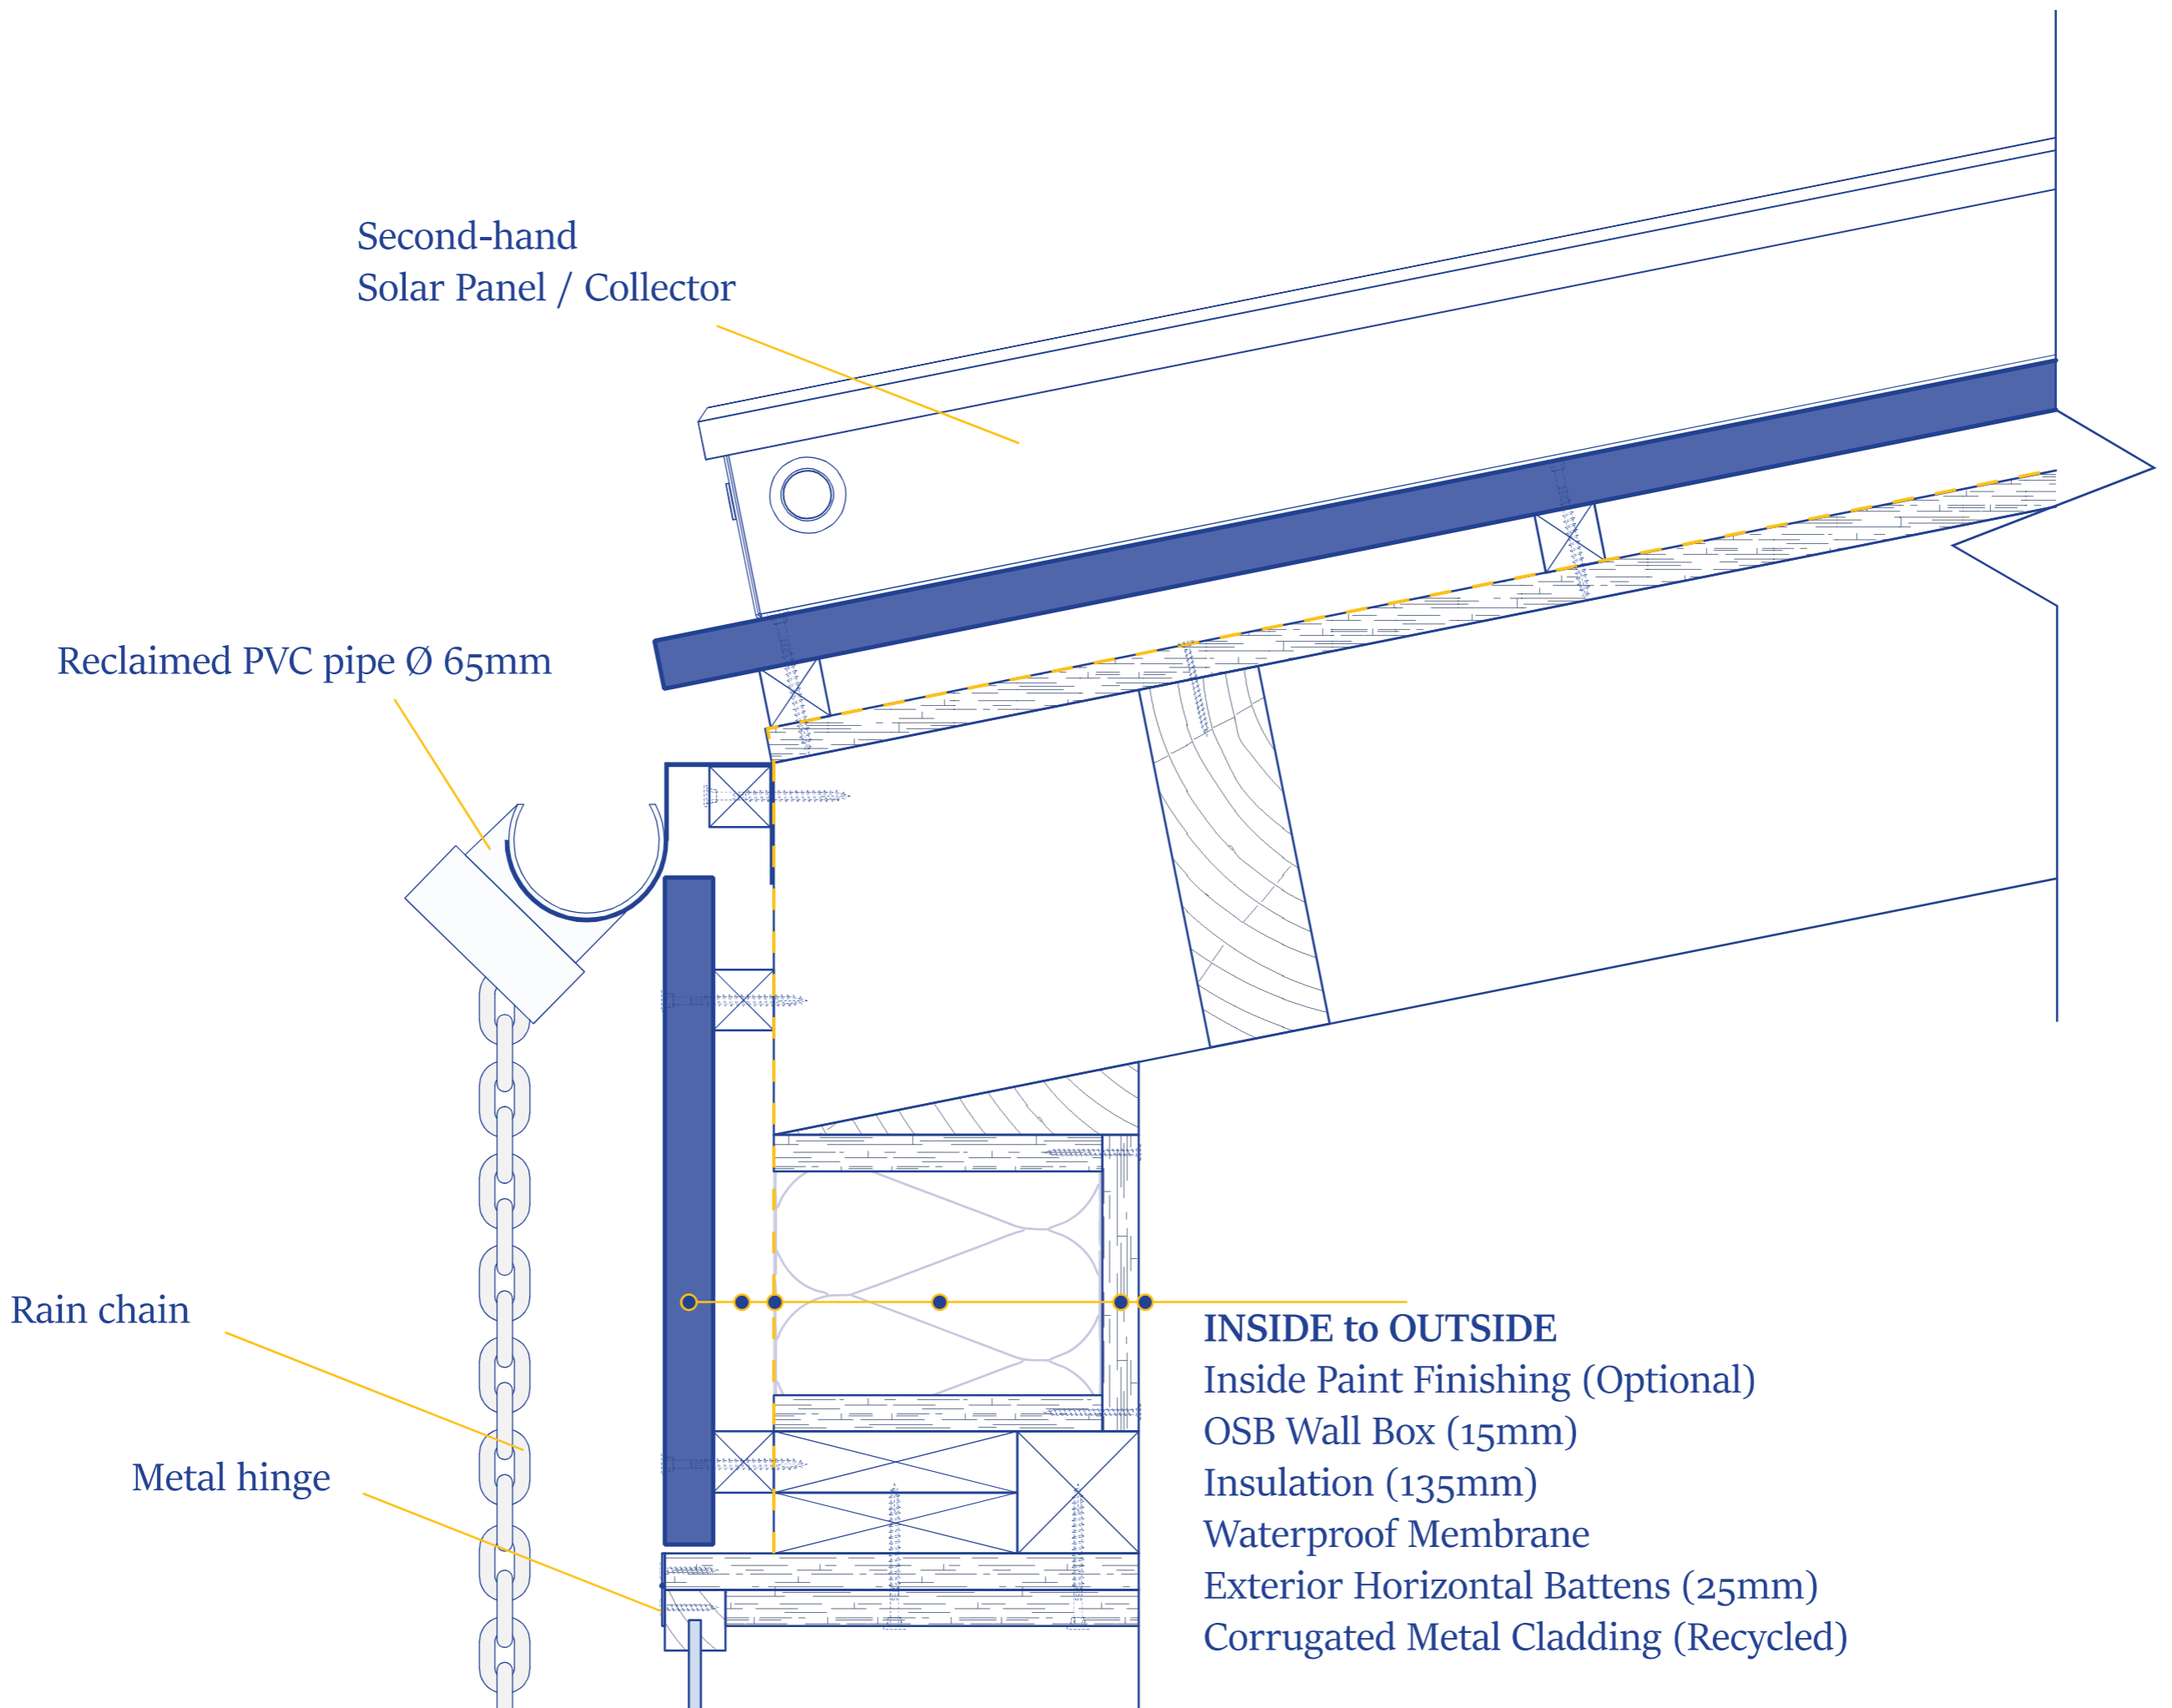 Second-hand
Solar Panel / Collector
Reclaimed PVC pipe Ø 65mm
Rain chain
Metal hinge
INSIDE to OUTSIDE
Inside Paint Finishing (Optional)
OSB Wall Box (15mm)
Insulation (135mm)
Waterproof Membrane
Exterior Horizontal Battens (25mm)
Corrugated Metal Cladding (Recycled)